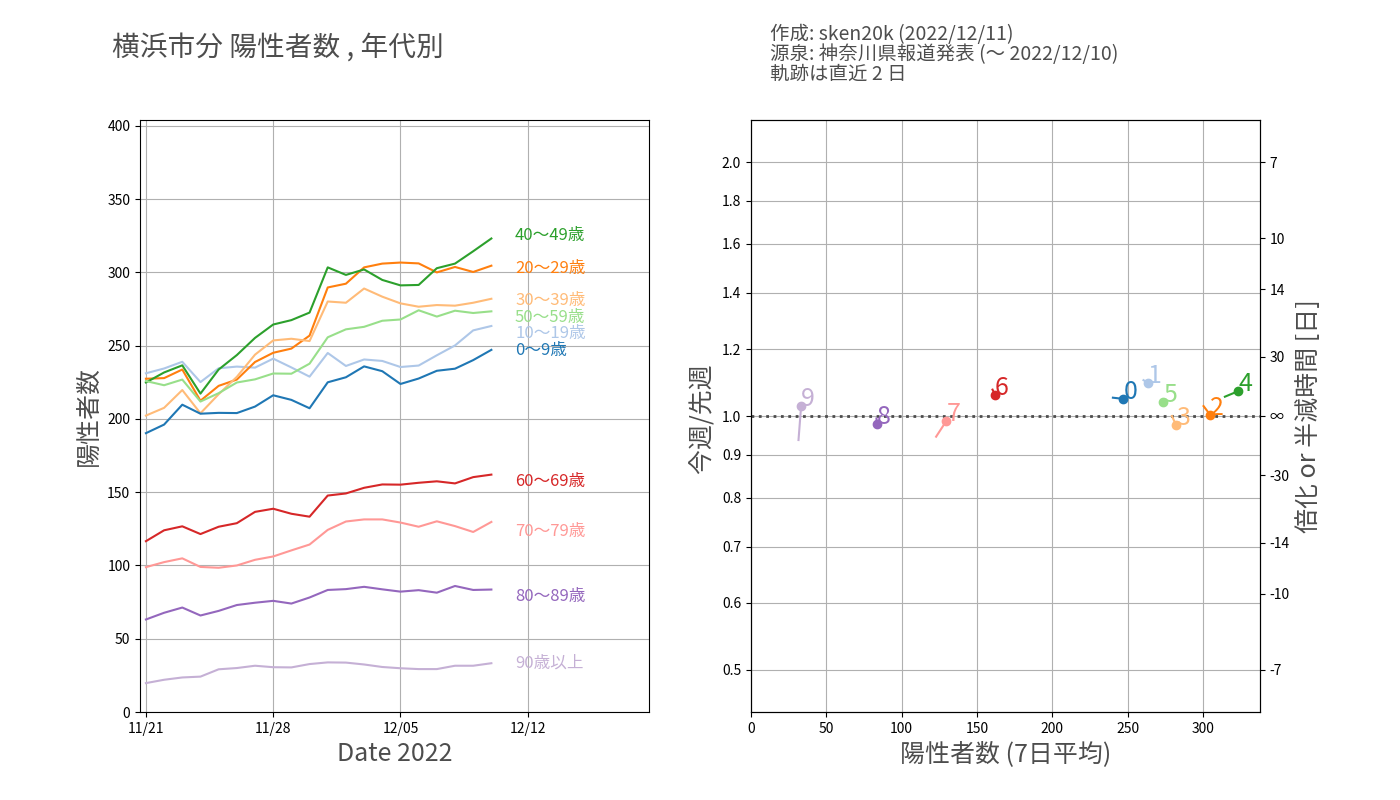 横浜市分 陽性者数 , 年代別
作成: sken20k (2022/12/11)
源泉: 神奈川県報道発表 (〜 2022/12/10)
軌跡は直近 2 日
陽性者数
400
350
300
250
200
150
100
50
0
40〜49歳
20〜29歳
30〜39歳
50〜59歳
10〜19歳
0〜9歳
60〜69歳
70〜79歳
80〜89歳
90歳以上
11/21
11/28
12/05
12/12
Date 2022
今週/先週
2.0
1.8
1.6
1.4
1.2
1.0
0.9
0.8
0.7
0.6
0.5
9
8
7
6
0
1
5
3
2
4
7
10
14
30
∞
-30
-14
-10
-7
倍化 or 半減時間 [日]
0
50
100
150
200
250
300
陽性者数 (7日平均)